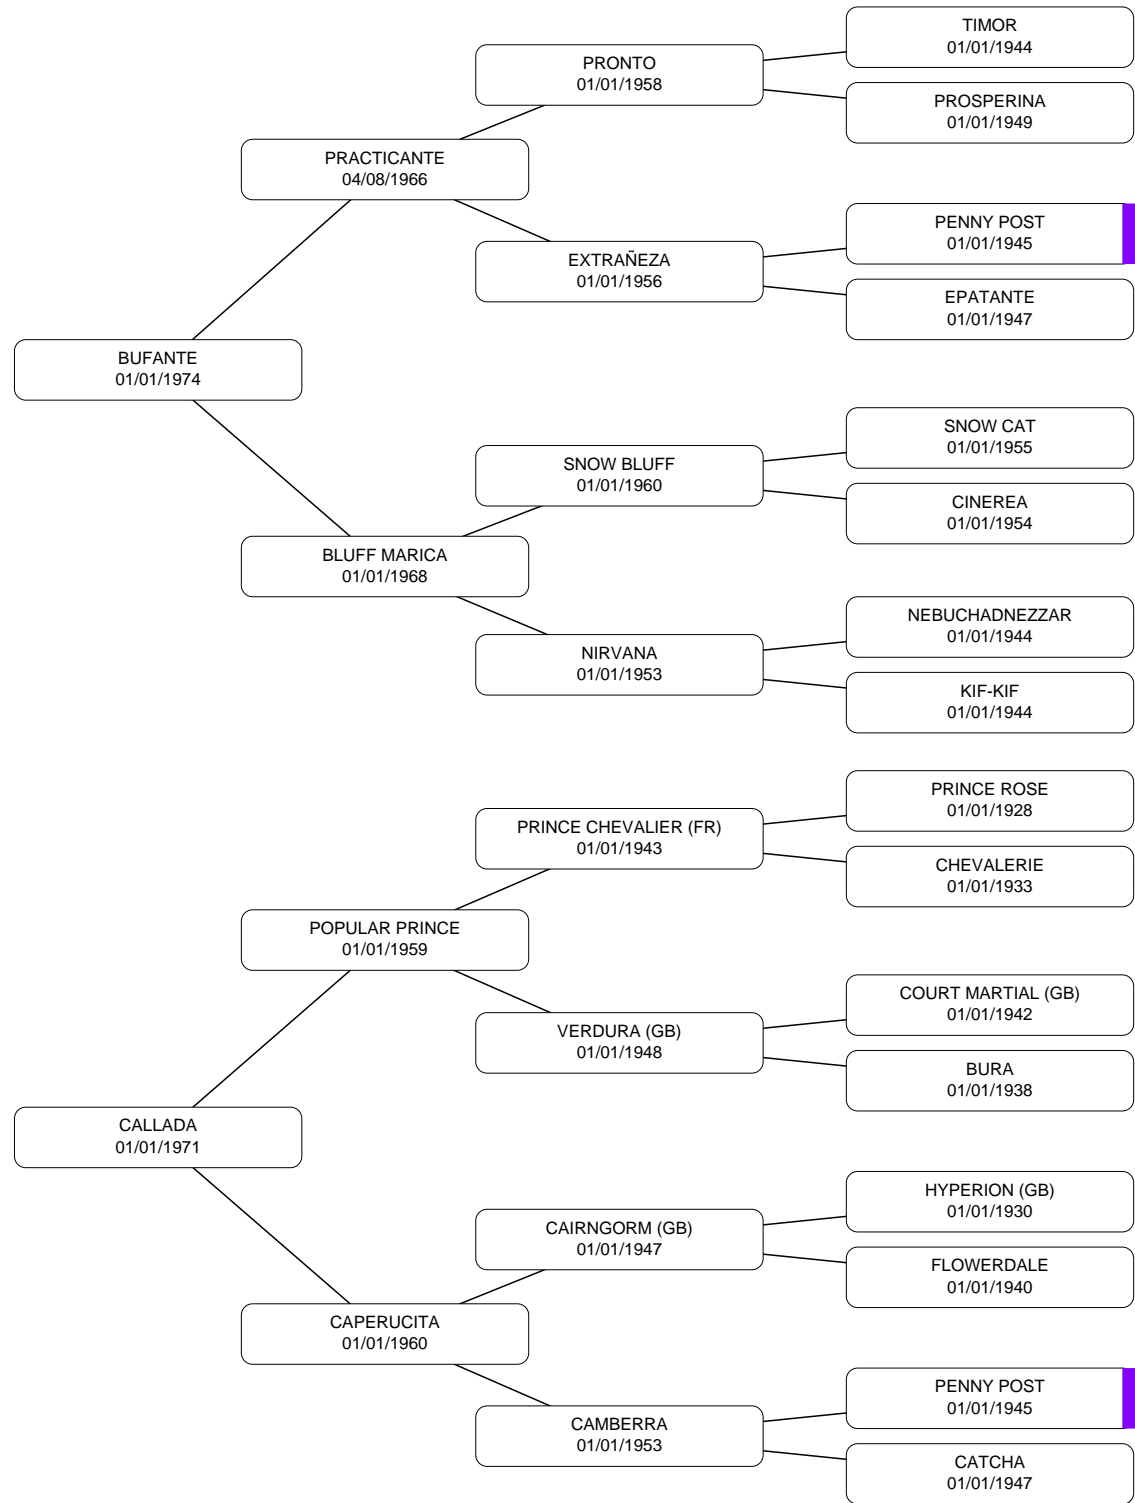 TIMOR
01/01/1944
PRONTO
01/01/1958
PROSPERINA
01/01/1949
PRACTICANTE
04/08/1966
PENNY POST
01/01/1945
EXTRAÑEZA
01/01/1956
EPATANTE
01/01/1947
BUFANTE
01/01/1974
SNOW CAT
01/01/1955
SNOW BLUFF
01/01/1960
CINEREA
01/01/1954
BLUFF MARICA
01/01/1968
NEBUCHADNEZZAR
01/01/1944
NIRVANA
01/01/1953
KIF-KIF
01/01/1944
PRINCE ROSE
01/01/1928
PRINCE CHEVALIER (FR)
01/01/1943
CHEVALERIE
01/01/1933
POPULAR PRINCE
01/01/1959
COURT MARTIAL (GB)
01/01/1942
VERDURA (GB)
01/01/1948
BURA
01/01/1938
CALLADA
01/01/1971
HYPERION (GB)
01/01/1930
CAIRNGORM (GB)
01/01/1947
FLOWERDALE
01/01/1940
CAPERUCITA
01/01/1960
PENNY POST
01/01/1945
CAMBERRA
01/01/1953
CATCHA
01/01/1947